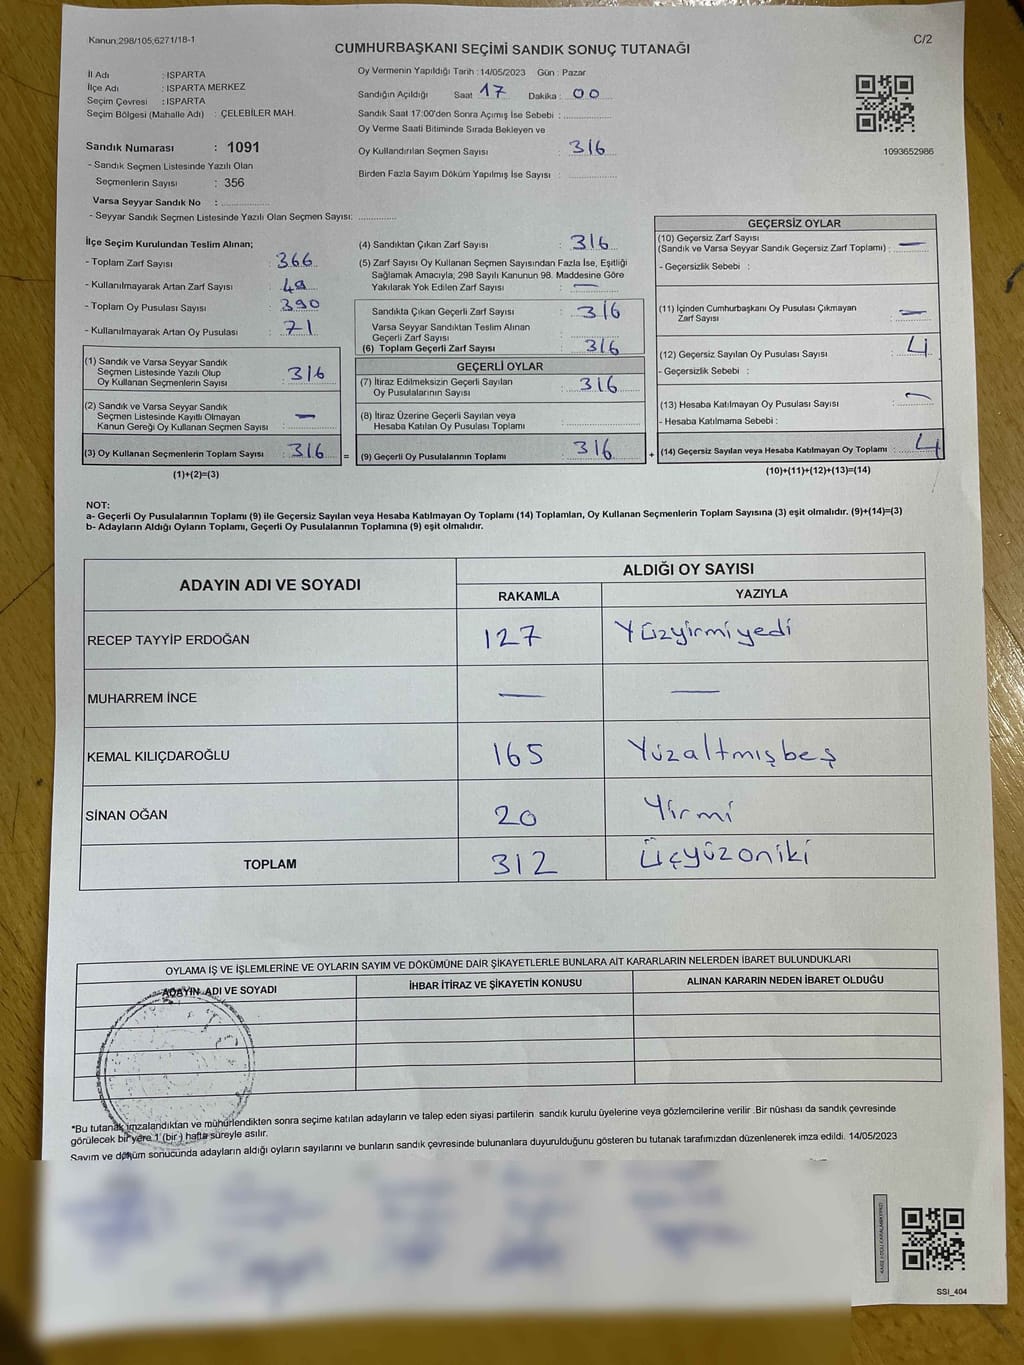 Kanun;298/105,6271/18-1
C/2
CUMHURBAŞKANI SEÇİMİ SANDIK SONUÇ TUTANAĞI
İl Adı : ISPARTA
İlçe Adı : ISPARTA MERKEZ
Seçim Çevresi : ISPARTA
Seçim Bölgesi (Mahalle Adı) : ÇELEBİLER MAH.
Sandık Numarası : 1091
- Sandık Seçmen Listesinde Yazılı Olan
Seçmenlerin Sayısı : 356
Varsa Seyyar Sandık No : ..............
- Seyyar Sandık Seçmen Listesinde Yazılı Olan Seçmen Sayısı: ............
Oy Vermenin Yapıldığı Tarih : 14/05/2023 Gün : Pazar
Sandığın Açıldığı Saat 17 Dakika : 00
Sandık Saat 17:00'den Sonra Açımış İse Sebebi : ..............
Oy Verme Saati Bitiminde Sırada Bekleyen ve
Oy Kullandırılan Seçmen Sayısı : 316
Birden Fazla Sayım Döküm Yapılmış İse Sayısı : ..............
1093652986
İlçe Seçim Kurulundan Teslim Alınan;
- Toplam Zarf Sayısı : 366
- Kullanılmayarak Artan Zarf Sayısı : 49
- Toplam Oy Pusulası Sayısı : 390
- Kullanılmayarak Artan Oy Pusulası : 71
(1) Sandık ve Varsa Seyyar Sandık
Seçmen Listesinde Yazılı Olup
Oy Kullanan Seçmenlerin Sayısı : 316
(2) Sandık ve Varsa Seyyar Sandık
Seçmen Listesinde Kayıtlı Olmayan
Kanun Gereği Oy Kullanan Seçmen Sayısı : —
(3) Oy Kullanan Seçmenlerin Toplam Sayısı : 316
(1)+(2)=(3)
=
(4) Sandıktan Çıkan Zarf Sayısı : 316
(5) Zarf Sayısı Oy Kullanan Seçmen Sayısından Fazla İse, Eşitliği
Sağlamak Amacıyla, 298 Sayılı Kanunun 98. Maddesine Göre
Yakılarak Yok Edilen Zarf Sayısı : —
Sandıkta Çıkan Geçerli Zarf Sayısı : 316
Varsa Seyyar Sandıktan Teslim Alınan
Geçerli Zarf Sayısı :
(6) Toplam Geçerli Zarf Sayısı : 316
GEÇERLİ OYLAR
(7) İtiraz Edilmeksizin Geçerli Sayılan
Oy Pusulalarının Sayısı : 316
(8) İtiraz Üzerine Geçerli Sayılan veya
Hesaba Katılan Oy Pusulası Toplamı :
(9) Geçerli Oy Pusulalarının Toplamı : 316
+
GEÇERSİZ OYLAR
(10) Geçersiz Zarf Sayısı
(Sandık ve Varsa Seyyar Sandık Geçersiz Zarf Toplamı) : —
- Geçersizlik Sebebi :
(11) İçinden Cumhurbaşkanı Oy Pusulası Çıkmayan
Zarf Sayısı : —
(12) Geçersiz Sayılan Oy Pusulası Sayısı : 4
- Geçersizlik Sebebi :
(13) Hesaba Katılmayan Oy Pusulası Sayısı : —
- Hesaba Katılmama Sebebi :
(14) Geçersiz Sayılan veya Hesaba Katılmayan Oy Toplamı : 4
(10)+(11)+(12)+(13)=(14)
NOT:
a- Geçerli Oy Pusulalarının Toplamı (9) ile Geçersiz Sayılan veya Hesaba Katılmayan Oy Toplamı (14) Toplamları, Oy Kullanan Seçmenlerin Toplam Sayısına (3) eşit olmalıdır. (9)+(14)=(3)
b- Adayların Aldığı Oyların Toplamı, Geçerli Oy Pusulalarının Toplamına (9) eşit olmalıdır.
ADAYIN ADI VE SOYADI
ALDIĞI OY SAYISI
RAKAMLA YAZIYLA
RECEP TAYYİP ERDOĞAN 127 Yüzyirmiyedi
MUHARREM İNCE — —
KEMAL KILIÇDAROĞLU 165 Yüzaltmışbeş
SİNAN OĞAN 20 Yirmi
TOPLAM 312 Üçyüzoniki
OYLAMA İŞ VE İŞLEMLERİNE VE OYLARIN SAYIM VE DÖKÜMÜNE DAİR ŞİKAYETLERLE BUNLARA AİT KARARLARIN NELERDEN İBARET BULUNDUKLARI
ADAYIN ADI VE SOYADI İHBAR İTİRAZ VE ŞİKAYETİN KONUSU ALINAN KARARIN NEDEN İBARET OLDUĞU
*Bu tutanak imzalandıktan ve mühürlendikten sonra seçime katılan adayların ve talep eden siyasi partilerin sandık kurulu üyelerine veya gözlemcilerine verilir .Bir nüshası da sandık çevresinde
görülecek bir yere 1 (bir ) hafta süreyle asılır.
Sayım ve döküm sonucunda adayların aldığı oyların sayılarını ve bunların sandık çevresinde bulunanlara duyurulduğunu gösteren bu tutanak tarafımızdan düzenlenerek imza edildi. 14/05/2023
SSI_404